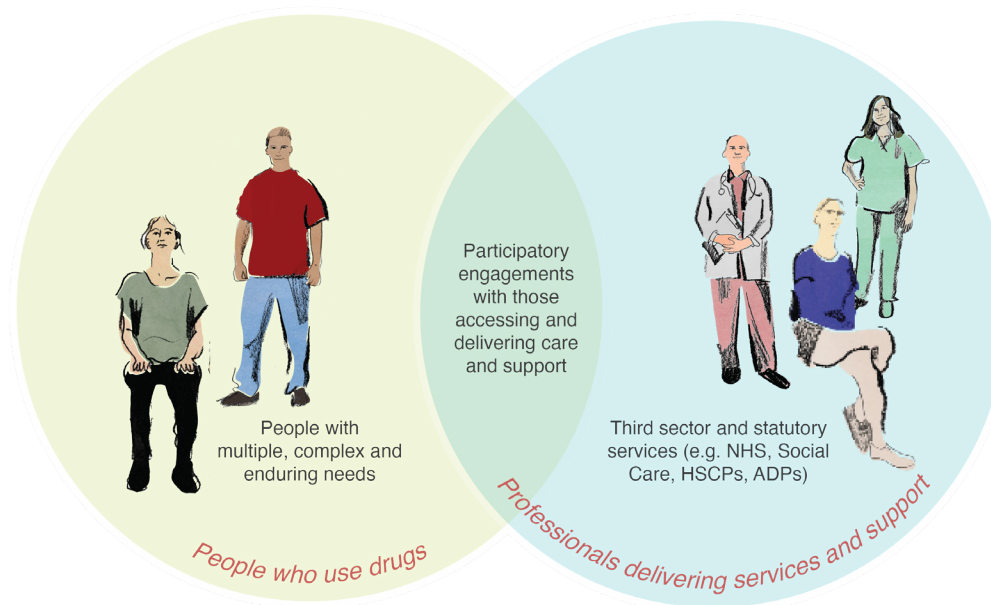 Participatory
engagements
with those
accessing and
delivering care
and support
People with
multiple, complex and
enduring needs
Third sector and statutory
services (e.g. NHS, Social
Care, HSCPs, ADPs)
People who use drugs
Professionals delivering services and support